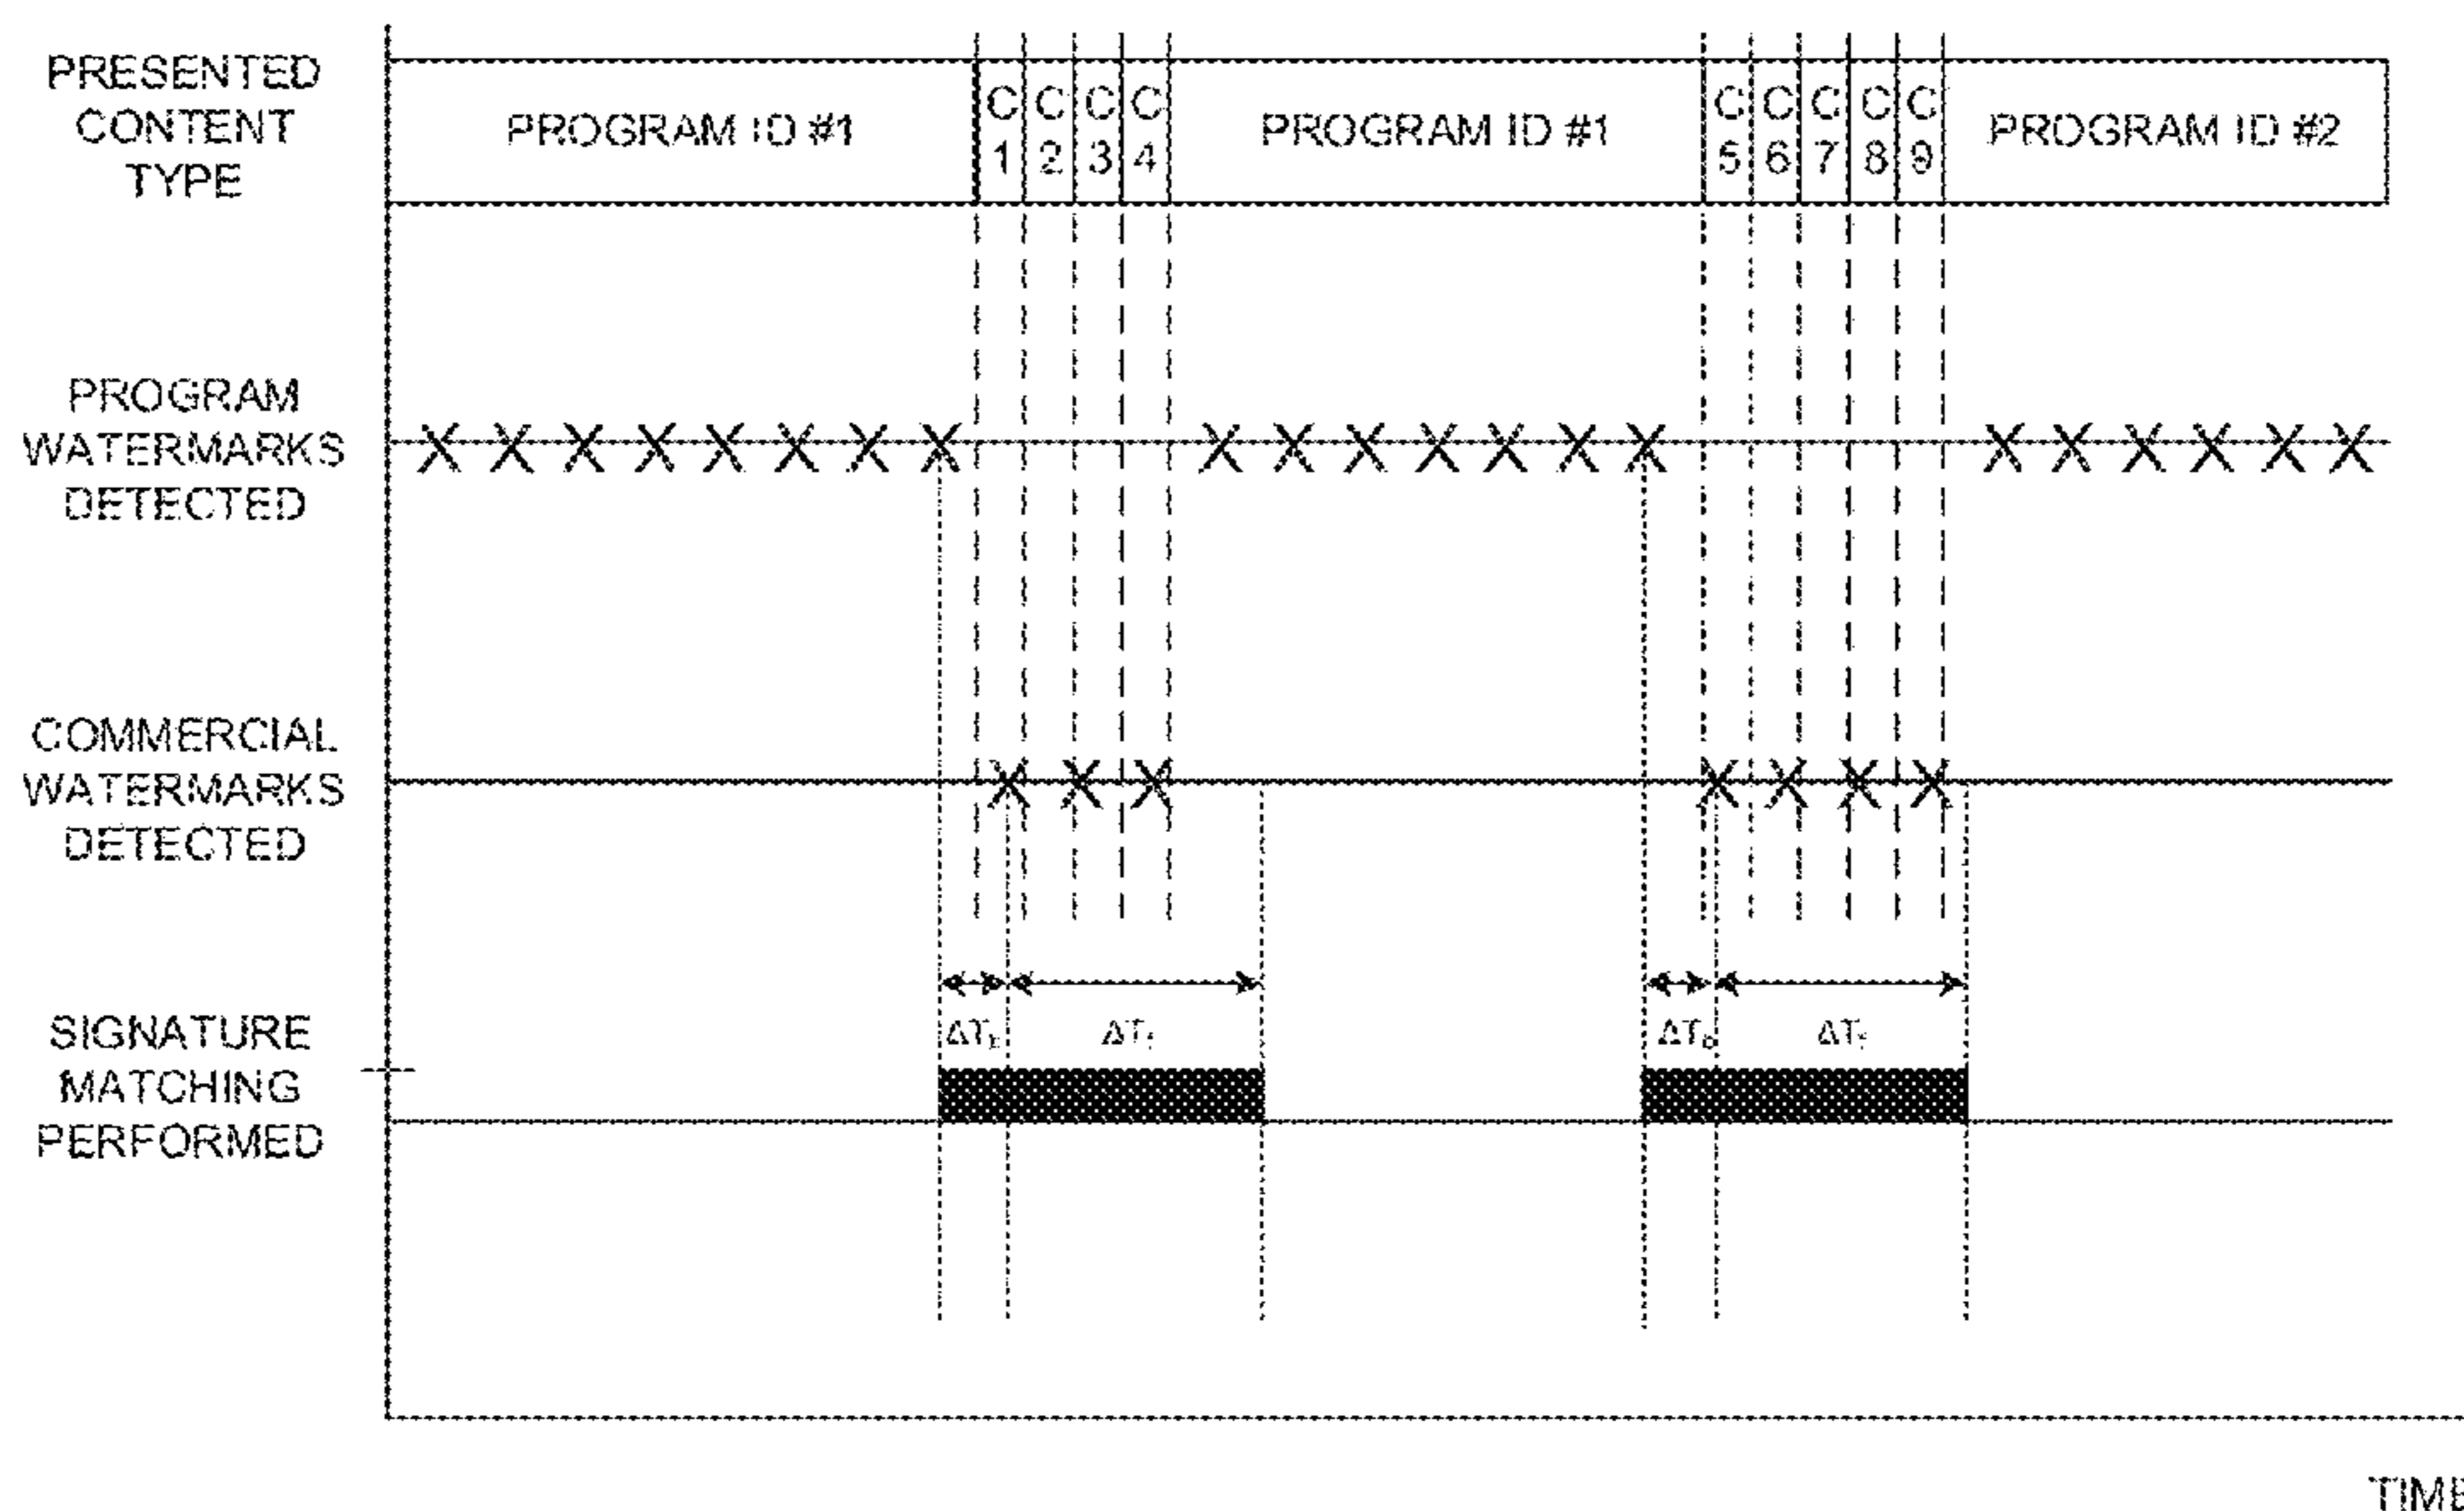 PRESENTED
CONTENT
TYPE
PROGRAM ID #1
C
1
C
2
C
3
C
4
PROGRAM ID #1
C
5
C
6
C
7
C
8
C
9
PROGRAM ID #2
PROGRAM
WATERMARKS
DETECTED
X X X X X X X X
X X X X X X X
X X X X X X
COMMERCIAL
WATERMARKS
DETECTED
X X X
X X X X
SIGNATURE
MATCHING
PERFORMED
TIME